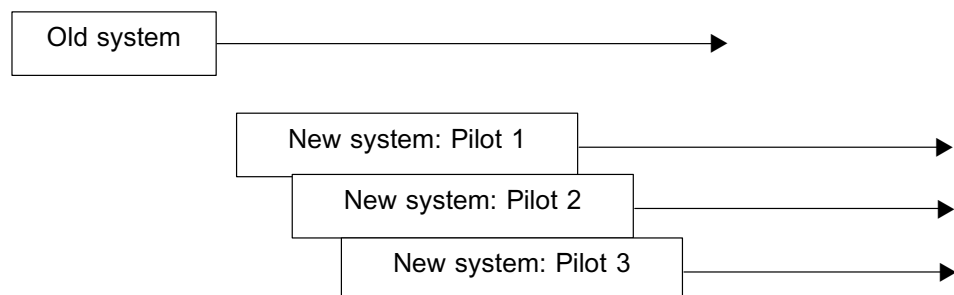 Old system
New system: Pilot 1
New system: Pilot 2
New system: Pilot 3